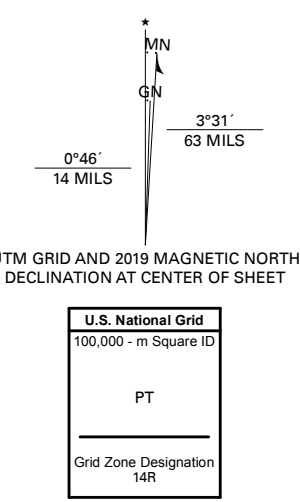 ★
MN
GN
3°31´
63 MILS
0°46´
14 MILS
UTM GRID AND 2019 MAGNETIC NORTH
DECLINATION AT CENTER OF SHEET
U.S. National Grid
100,000 - m Square ID
PT
Grid Zone Designation
14R